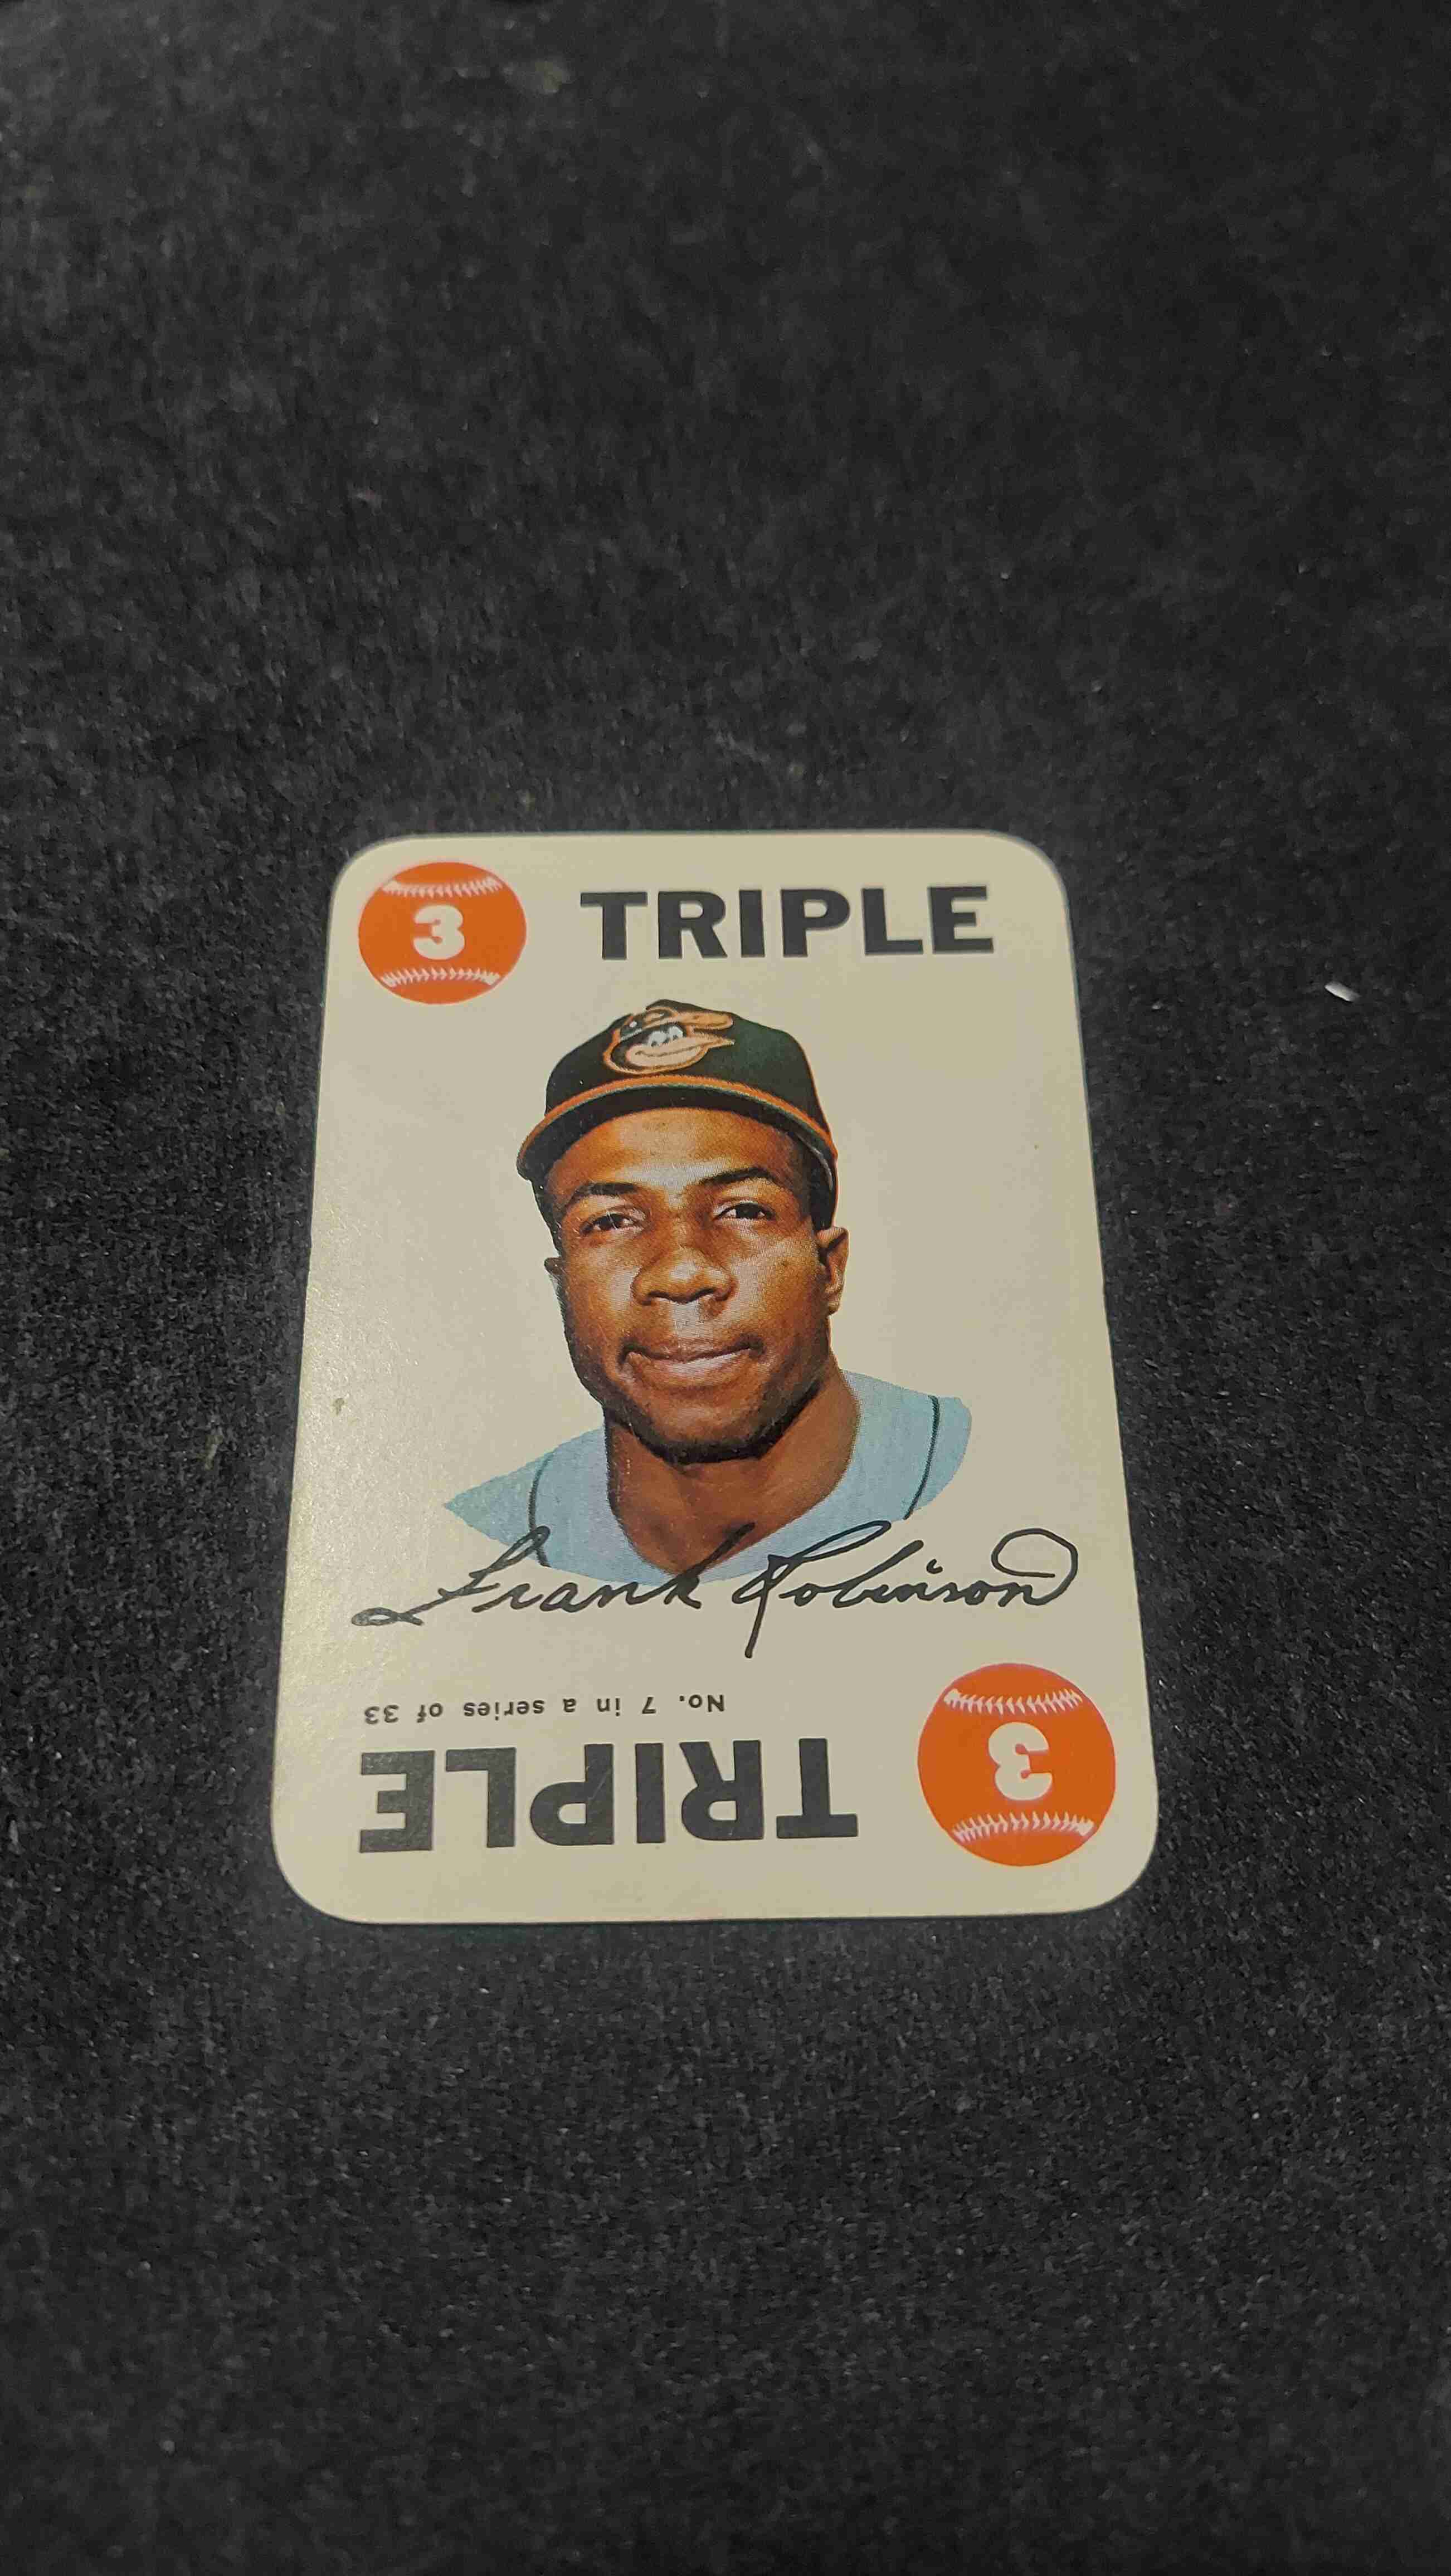 3 TRIPLE
Frank Robinson
No. 7 in a series of 33
TRIPLE 3